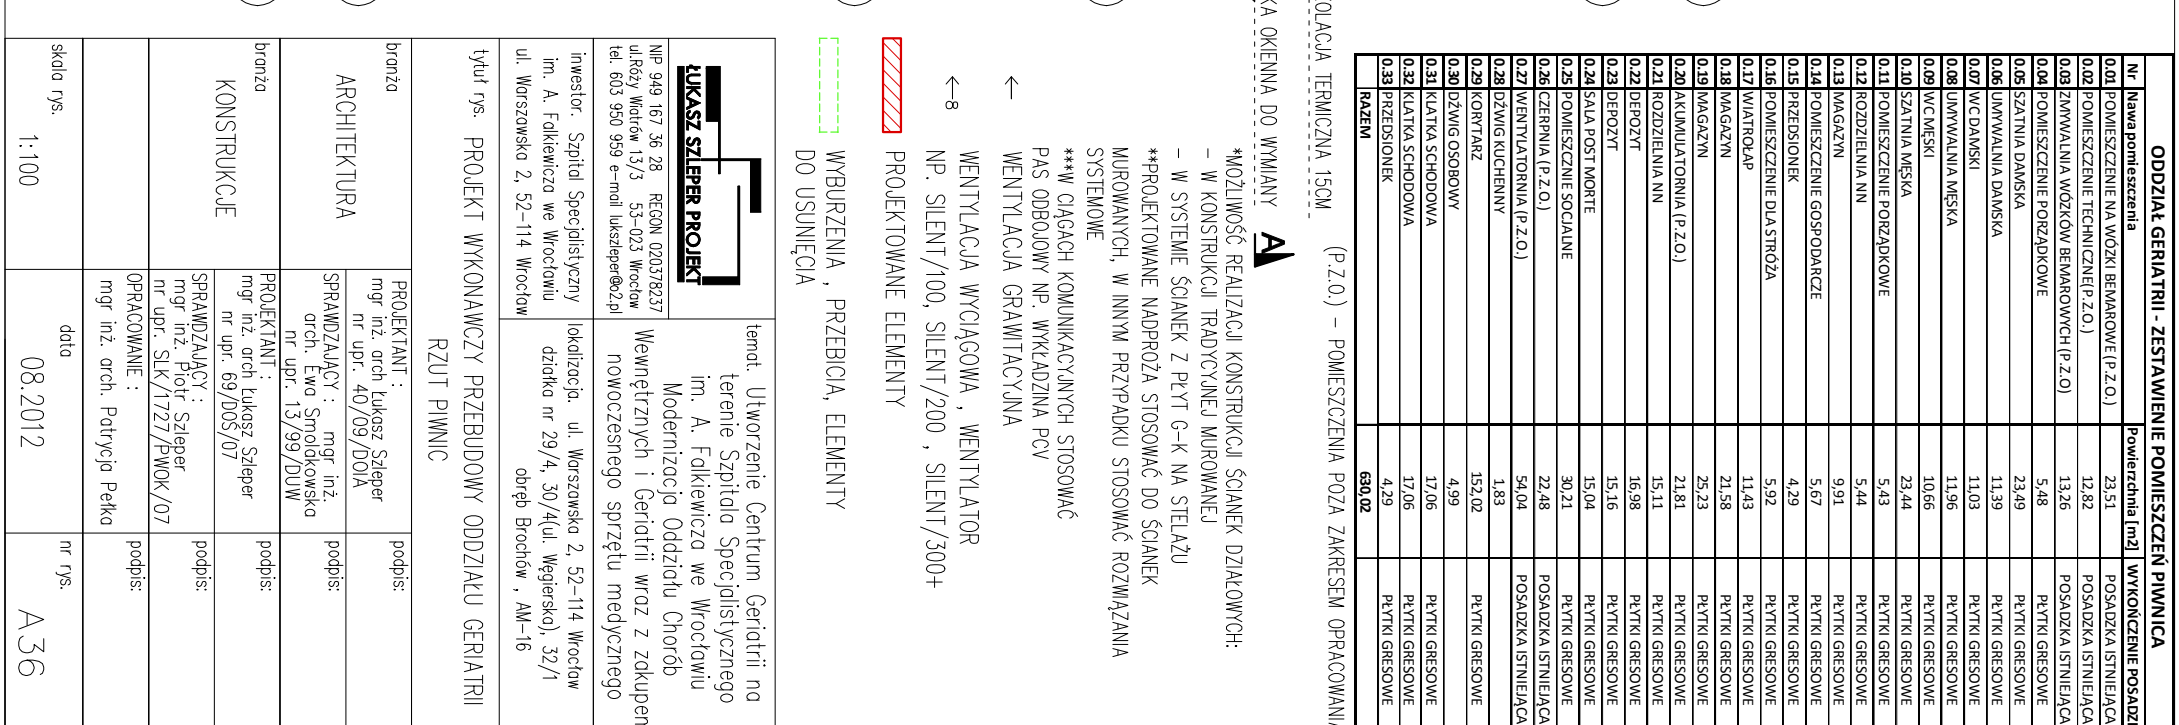 ODDZIAŁ GERIATRII - ZESTAWIENIE POMIESZCZEŃ PIWNICA
Nr Nawa pomieszczenia Powierzchnia [m2] WYKOŃCZENIE
0.01 POMIESZCZENIE NA WÓZKI BEMAROWE (P.Z.O.) 23,51 POSADZKA ISTNIEJĄCA
0.02 POMIESZCZENIE TECHNICZNE(P.Z.O.) 12,82 POSADZKA ISTNIEJĄCA
0.03 ZMYWALNIA WÓZKÓW BEMAROWYCH (P.Z.O) 13,26 POSADZKA ISTNIEJĄCA
0.04 POMIESZCZENIE PORZĄDKOWE 5,48 PŁYTKI GRESOWE
0.05 SZATNIA DAMSKA 23,49 PŁYTKI GRESOWE
0.06 UMYWALNIA DAMSKA 11,39 PŁYTKI GRESOWE
0.07 WC DAMSKI 11,03 PŁYTKI GRESOWE
0.08 UMYWALNIA MĘSKA 11,96 PŁYTKI GRESOWE
0.09 WC MĘSKI 10,66 PŁYTKI GRESOWE
0.10 SZATNIA MĘSKA 23,44 PŁYTKI GRESOWE
0.11 POMIESZCZENIE PORZĄDKOWE 5,43 PŁYTKI GRESOWE
0.12 ROZDZIELNIA NN 5,44 PŁYTKI GRESOWE
0.13 MAGAZYN 9,91 PŁYTKI GRESOWE
0.14 POMIESZCZENIE GOSPODARCZE 5,67 PŁYTKI GRESOWE
0.15 PRZEDSIONEK 4,29 PŁYTKI GRESOWE
0.16 POMIESZCZENIE DLA STRÓŻA 5,92 PŁYTKI GRESOWE
0.17 WIATROŁAP 11,43 PŁYTKI GRESOWE
0.18 MAGAZYN 21,58 PŁYTKI GRESOWE
0.19 MAGAZYN 25,23 PŁYTKI GRESOWE
0.20 AKUMULATORNIA (P.Z.O.) 21,81 PŁYTKI GRESOWE
0.21 ROZDZIELNIA NN 15,11 PŁYTKI GRESOWE
0.22 DEPOZYT 16,98 PŁYTKI GRESOWE
0.23 DEPOZYT 15,16 PŁYTKI GRESOWE
0.24 SALA POST MORTE 15,04 PŁYTKI GRESOWE
0.25 POMIESZCZNIE SOCJALNE 30,21 PŁYTKI GRESOWE
0.26 CZERPNIA (P.Z.O.) 22,48 POSADZKA ISTNIEJĄCA
0.27 WENTYLATORNIA (P.Z.O.) 54,04 POSADZKA ISTNIEJĄCA
0.28 DŹWIG KUCHENNY 1,83
0.29 KORYTARZ 152,02 PŁYTKI GRESOWE
0.30 DŹWIG OSOBOWY 4,99
0.31 KLATKA SCHODOWA 17,06 PŁYTKI GRESOWE
0.32 KLATKA SCHODOWA 17,06 PŁYTKI GRESOWE
0.33 PRZEDSIONEK 4,29 PŁYTKI GRESOWE
RAZEM 630,02
(P.Z.O.) – POMIESZCZENIA POZA ZAKRESEM OPRACOWANIA
TERMICZNA 15CM
OKIENNA DO WYMIANY
A
*MOŻLIWOŚĆ REALIZACJI KONSTRUKCJI ŚCIANEK DZIAŁOWYCH:
– W KONSTRUKCJI TRADYCYJNEJ MUROWANEJ
– W SYSTEMIE ŚCIANEK Z PŁYT G–K NA STELAŻU
**PROJEKTOWANE NADPROŻA STOSOWAĆ DO ŚCIANEK
MUROWANYCH, W INNYM PRZYPADKU STOSOWAĆ ROZWIĄZANIA
SYSTEMOWE
****W CIĄGACH KOMUNIKACYJNYCH STOSOWAĆ
PAS ODBOJOWY NP. WYKŁADZINA PCV
← WENTYLACJA GRAWITACYJNA
←8 WENTYLACJA WYCIĄGOWA , WENTYLATOR
NP. SILENT/100, SILENT/200 , SILENT/300+
PROJEKTOWANE ELEMENTY
WYBURZENIA , PRZEBICIA, ELEMENTY
DO USUNIĘCIA
ŁUKASZ SZLEPER PROJEKT
NIP 949 167 36 28 REGON 020378237
ul.Róży Wiatrów 13/3 53–023 Wrocław
tel. 603 950 959 e–mail lukszleper@o2.pl
temat. Utworzenie Centrum Geriatrii na
terenie Szpitala Specjalistycznego
im. A. Falkiewicza we Wrocławiu
Modernizacja Oddziału Chorób
Wewnętrznych i Geriatrii wraz z zakupem
nowoczesnego sprzętu medycznego
inwestor. Szpital Specjalistyczny
im. A. Falkiewicza we Wrocławiu
ul. Warszawska 2, 52–114 Wrocław
lokalizacja. ul. Warszawska 2, 52–114 Wrocław
działka nr 29/4, 30/4(ul. Węgierska), 32/1
obręb Brochów , AM–16
tytuł rys. PROJEKT WYKONAWCZY PRZEBUDOWY ODDZIAŁU GERIATRII
RZUT PIWNIC
branża
ARCHITEKTURA
PROJEKTANT :
mgr inż. arch Łukasz Szleper
nr upr. 40/09/DOIA
podpis:
SPRAWDZAJĄCY : mgr inż.
arch. Ewa Smolakowska
nr upr. 13/99/DUW
podpis:
branża
KONSTRUKCJE
PROJEKTANT :
mgr inż. arch Łukasz Szleper
nr upr. 69/DOŚ/07
podpis:
SPRAWDZAJĄCY :
mgr inż. Piotr Szleper
nr upr. SLK/1727/PWOK/07
podpis:
OPRACOWANIE :
mgr inż. arch. Patrycja Pełka
podpis:
skala rys.
1:100
data
08.2012
nr rys.
A36